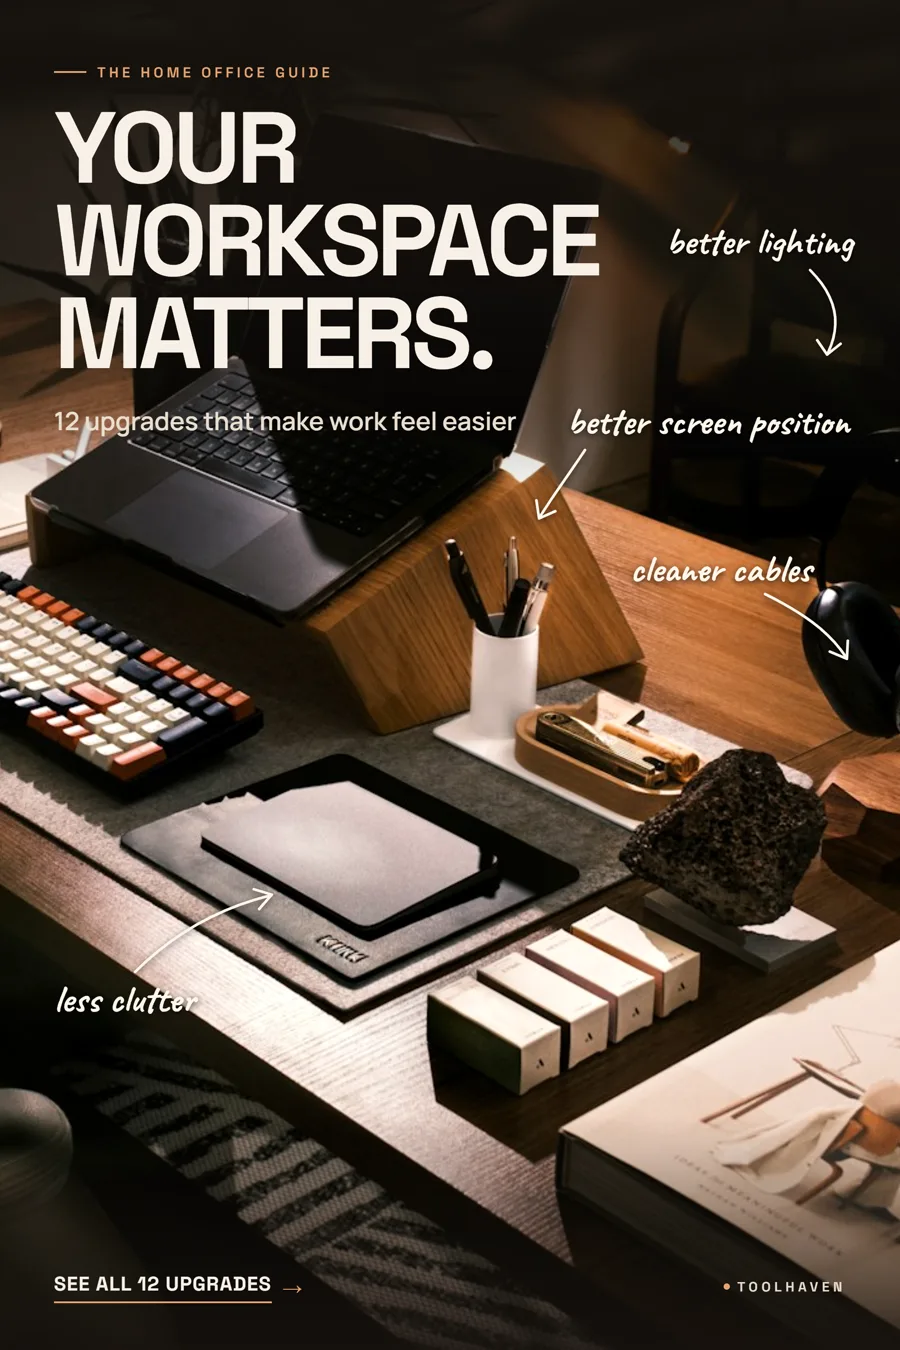 THE HOME OFFICE GUIDE
YOUR
WORKSPACE
MATTERS.
12 upgrades that make work feel easier
better lighting
better screen position
cleaner cables
less clutter
SEE ALL 12 UPGRADES →
TOOLHAVEN